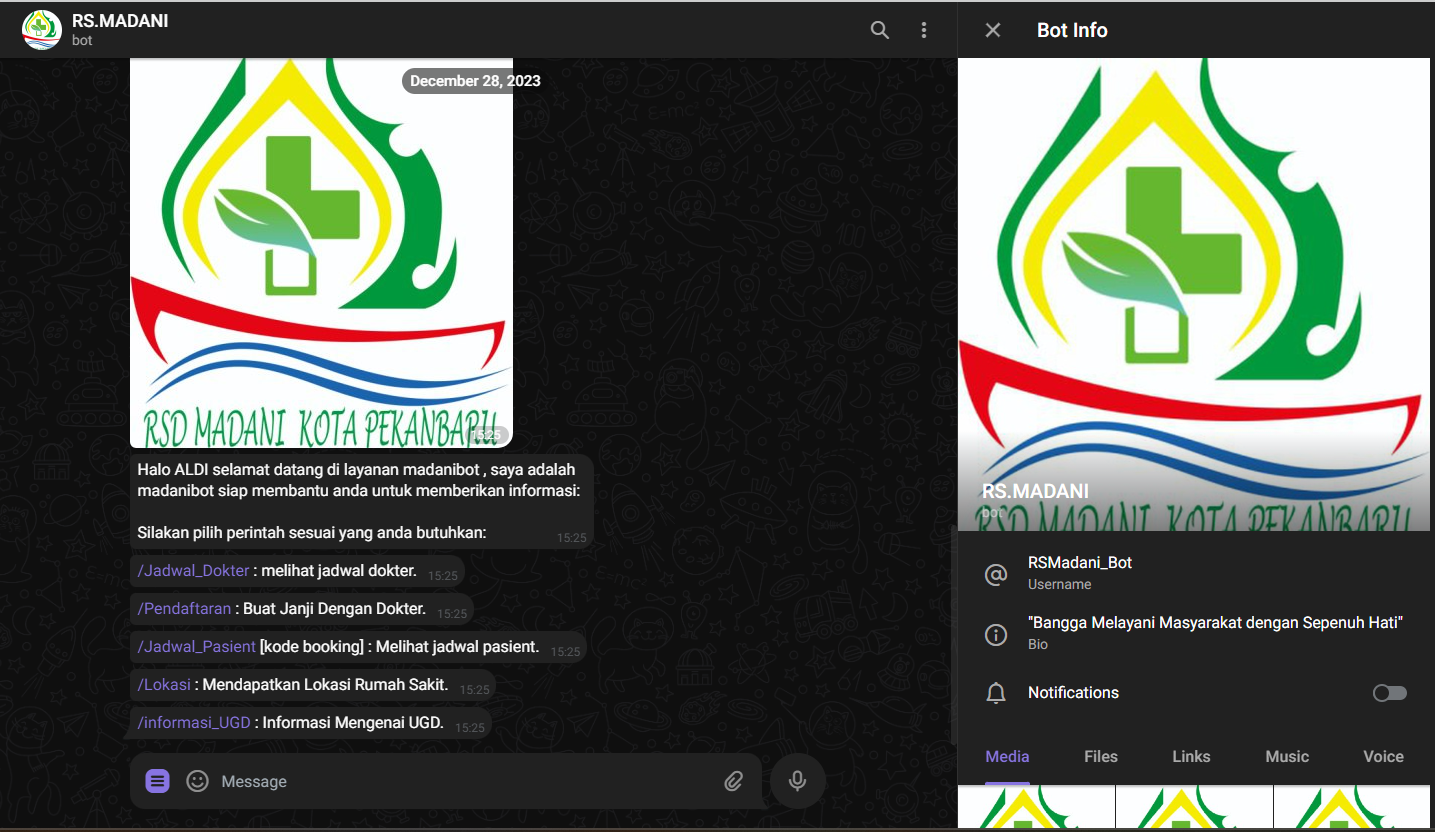 RS.MADANI
bot
December 28, 2023
RSD MADANI KOTA PEKANBARU
15:25
Halo ALDI selamat datang di layanan madanibot , saya adalah
madanibot siap membantu anda untuk memberikan informasi:
Silakan pilih perintah sesuai yang anda butuhkan:
15:25
/Jadwal_Dokter : melihat jadwal dokter. 15:25
/Pendaftaran : Buat Janji Dengan Dokter. 15:25
/Jadwal_Pasient [kode booking] : Melihat jadwal pasient. 15:25
/Lokasi : Mendapatkan Lokasi Rumah Sakit. 15:25
/informasi_UGD : Informasi Mengenai UGD. 15:25
Message
Bot Info
RS.MADANI
bot
RSD MADANI KOTA PEKANBARU
RSMadani_Bot
Username
"Bangga Melayani Masyarakat dengan Sepenuh Hati"
Bio
Notifications
Media Files Links Music Voice